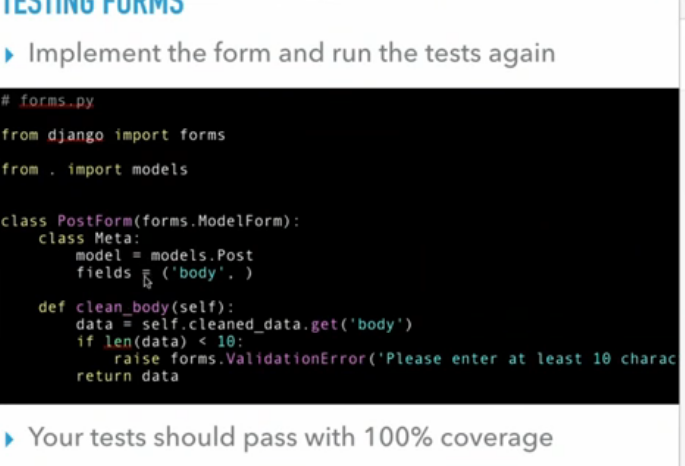 TESTING FORMS
Implement the form and run the tests again
# forms.py
from django import forms
from . import models
class PostForm(forms.ModelForm):
class Meta:
model = models.Post
fields = ('body', )
def clean_body(self):
data = self.cleaned_data.get('body')
if len(data) < 10:
raise forms.ValidationError('Please enter at least 10 charac
return data
Your tests should pass with 100% coverage